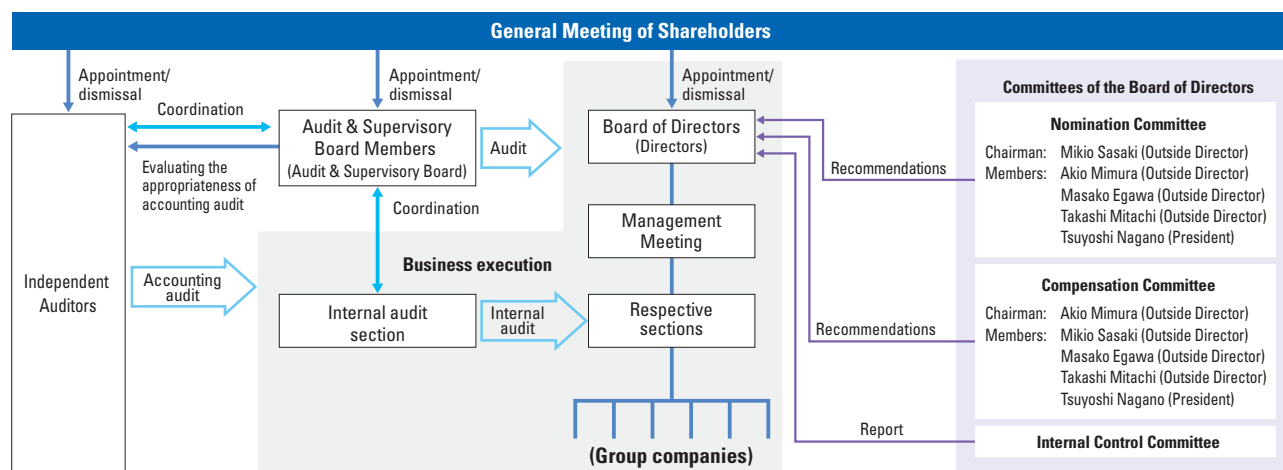 General Meeting of Shareholders
Appointment/
dismissal
Appointment/
dismissal
Appointment/
dismissal
Coordination
Evaluating the
appropriateness of
accounting audit
Independent
Auditors
Audit & Supervisory
Board Members
(Audit & Supervisory Board)
Audit
Coordination
Accounting
audit
Business execution
Internal audit
section
Internal
audit
Board of Directors
(Directors)
Management
Meeting
Respective
sections
(Group companies)
Recommendations
Recommendations
Report
Committees of the Board of Directors
Nomination Committee
Chairman: Mikio Sasaki (Outside Director)
Members: Akio Mimura (Outside Director)
Masako Egawa (Outside Director)
Takashi Mitachi (Outside Director)
Tsuyoshi Nagano (President)
Compensation Committee
Chairman: Akio Mimura (Outside Director)
Members: Mikio Sasaki (Outside Director)
Masako Egawa (Outside Director)
Takashi Mitachi (Outside Director)
Tsuyoshi Nagano (President)
Internal Control Committee